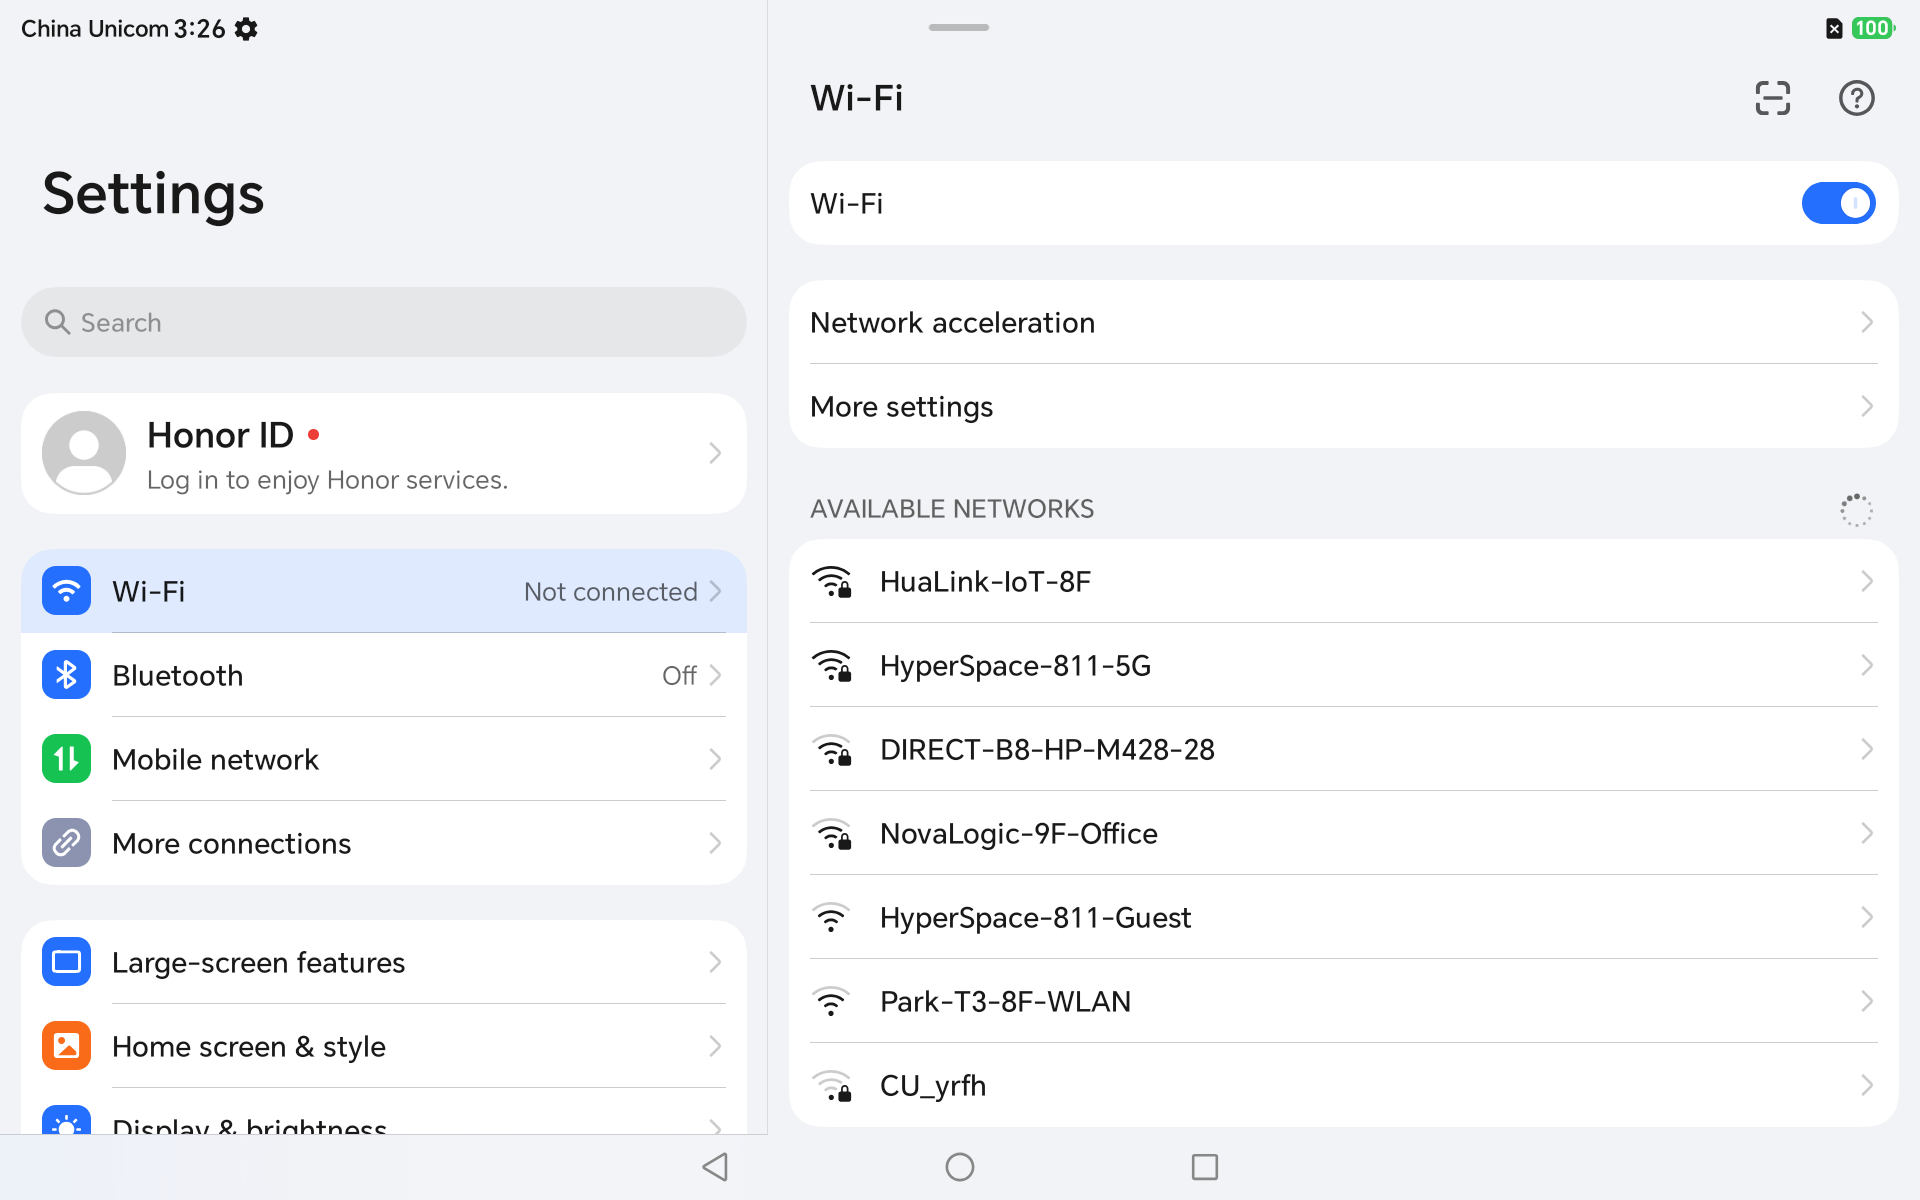 China Unicom 3:26
100
Settings
Search
Honor ID
Log in to enjoy Honor services.
Wi-Fi
Not connected
Bluetooth
Off
Mobile network
More connections
Large-screen features
Home screen & style
Display & brightness
Wi-Fi
Wi-Fi
Network acceleration
More settings
AVAILABLE NETWORKS
HuaLink-IoT-8F
HyperSpace-811-5G
DIRECT-B8-HP-M428-28
NovaLogic-9F-Office
HyperSpace-811-Guest
Park-T3-8F-WLAN
CU_yrfh